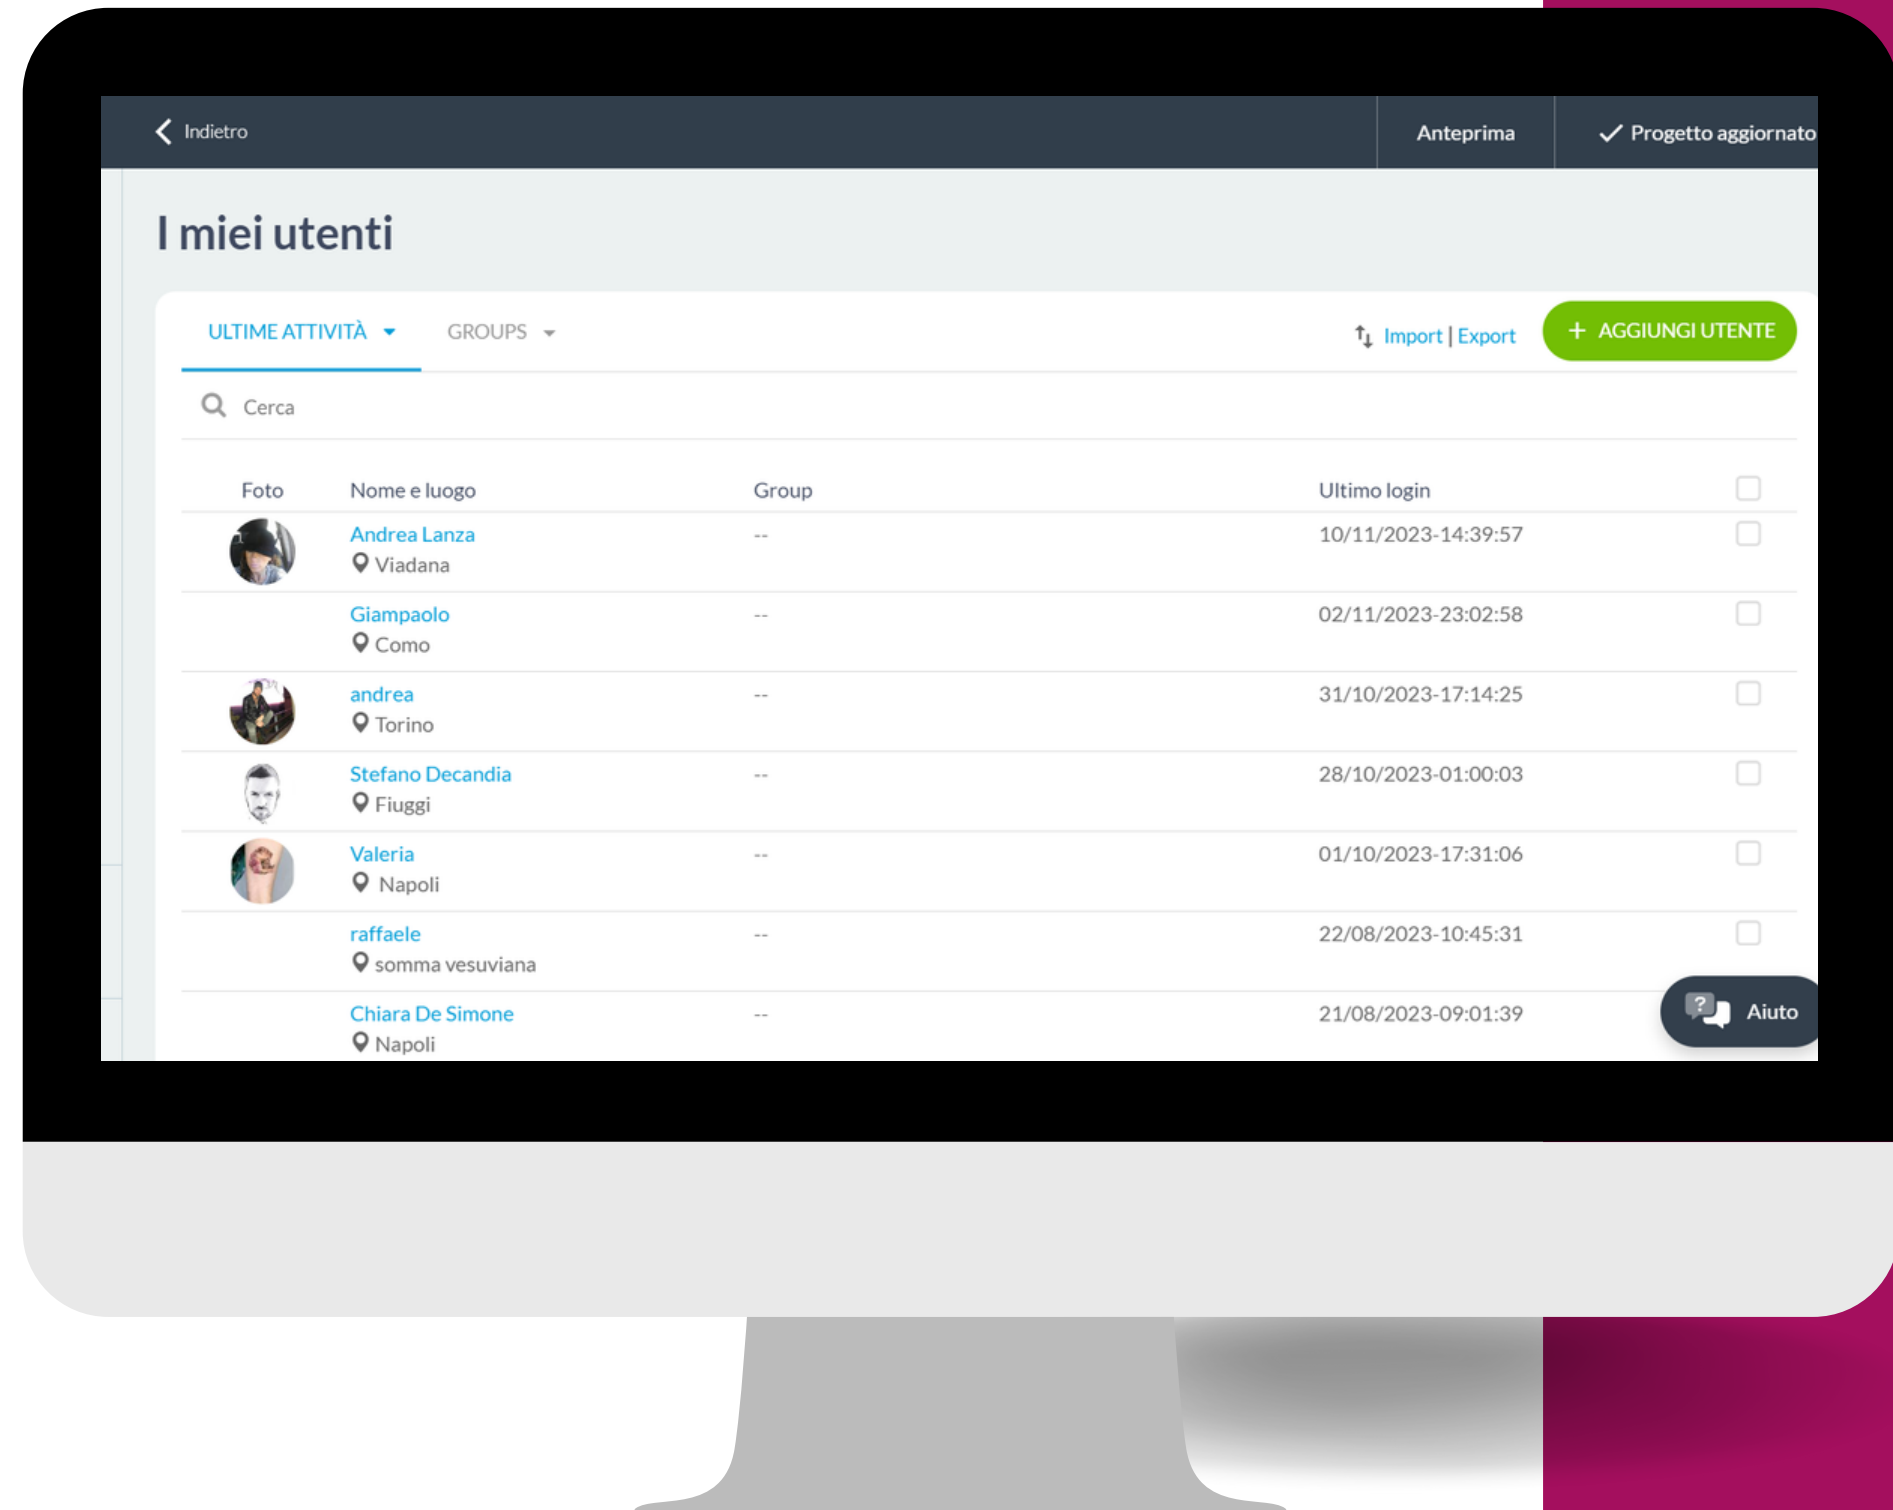 Indietro
Anteprima
Progetto aggiornato
I miei utenti
ULTIME ATTIVITÀ
GROUPS
Import | Export
+ AGGIUNGI UTENTE
Cerca
Foto Nome e luogo Group Ultimo login
Andrea Lanza -- 10/11/2023-14:39:57
Viadana
Giampaolo -- 02/11/2023-23:02:58
Como
andrea -- 31/10/2023-17:14:25
Torino
Stefano Decandia -- 28/10/2023-01:00:03
Fiuggi
Valeria -- 01/10/2023-17:31:06
Napoli
raffaele -- 22/08/2023-10:45:31
somma vesuviana
Chiara De Simone -- 21/08/2023-09:01:39
Napoli
? Aiuto